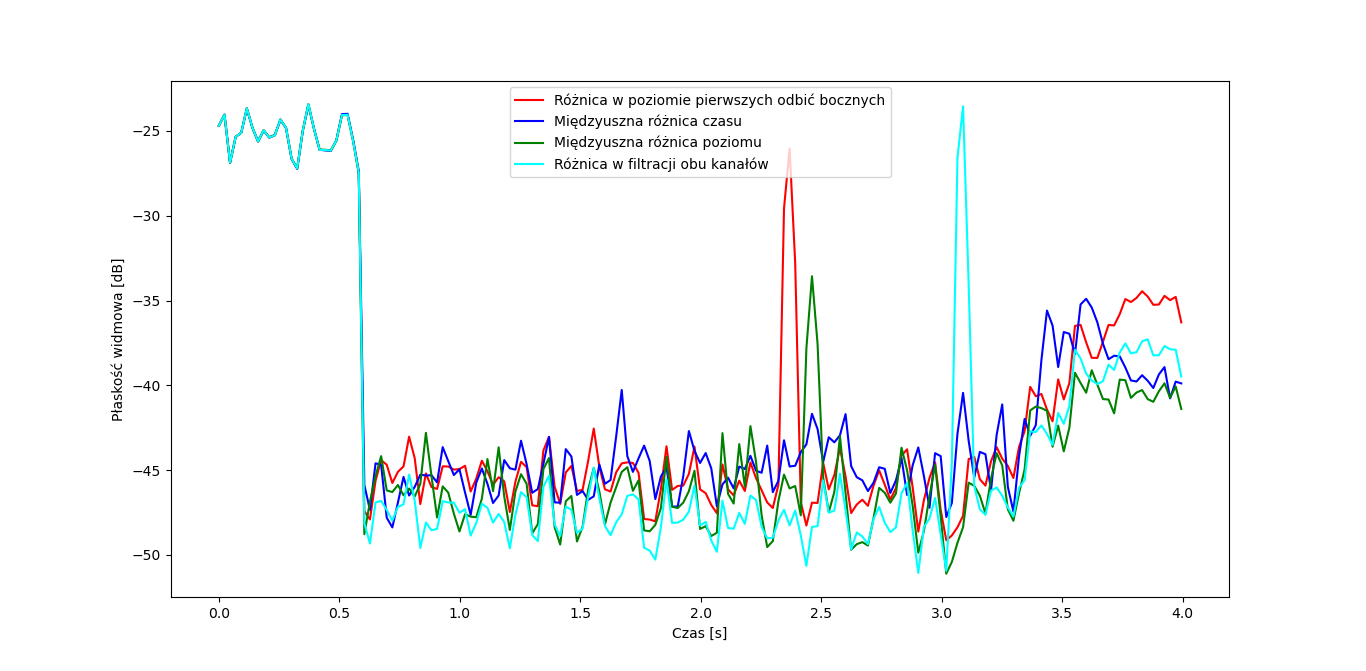 Różnica w poziomie pierwszych odbić bocznych
Międzyuszna różnica czasu
Międzyuszna różnica poziomu
Różnica w filtracji obu kanałów
Płaskość widmowa [dB]
−25
−30
−35
−40
−45
−50
0.0 0.5 1.0 1.5 2.0 2.5 3.0 3.5 4.0
Czas [s]